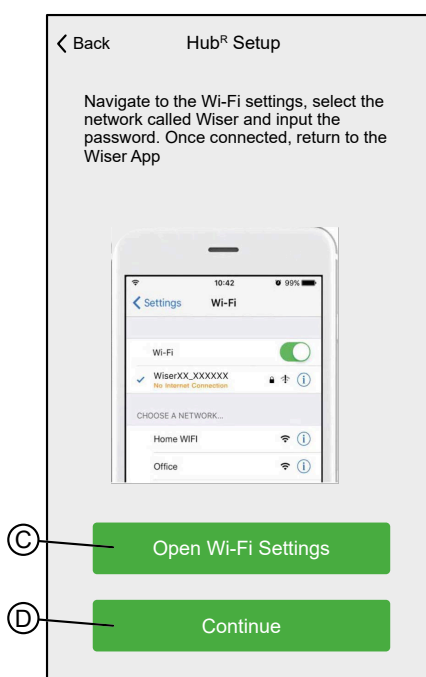 Back
Hubᴿ Setup
Navigate to the Wi-Fi settings, select the
network called Wiser and input the
password. Once connected, return to the
Wiser App
10:42
99%
Settings
Wi-Fi
Wi-Fi
WiserXX_XXXXXX
No Internet Connection
CHOOSE A NETWORK...
Home WIFI
Office
C
Open Wi-Fi Settings
D
Continue